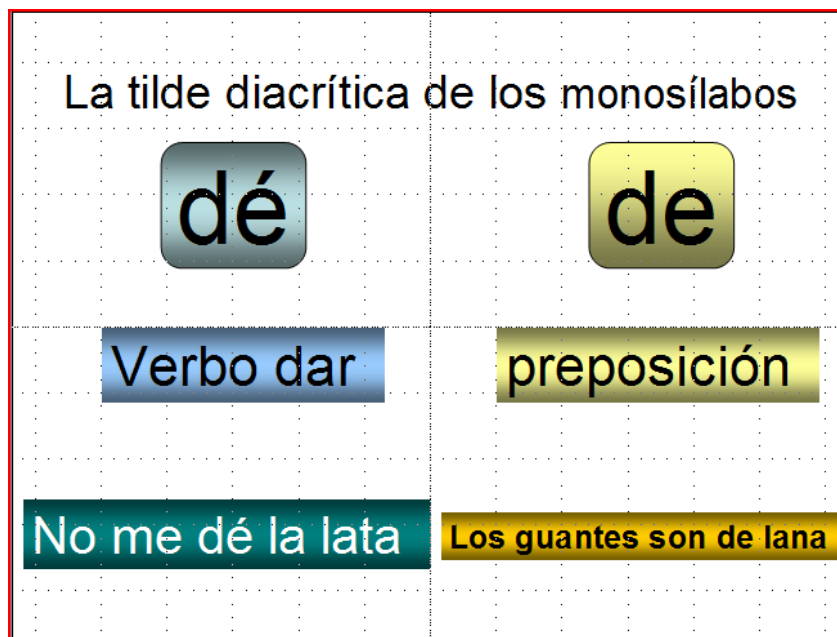 La tilde diacrítica de los monosílabos
dé
de
Verbo dar
preposición
No me dé la lata
Los guantes son de lana